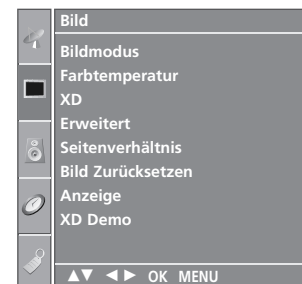 Bild
Bildmodus
Farbtemperatur
XD
Erweitert
Seitenverhältnis
Bild Zurücksetzen
Anzeige
XD Demo
▲▼ ◄► OK MENU